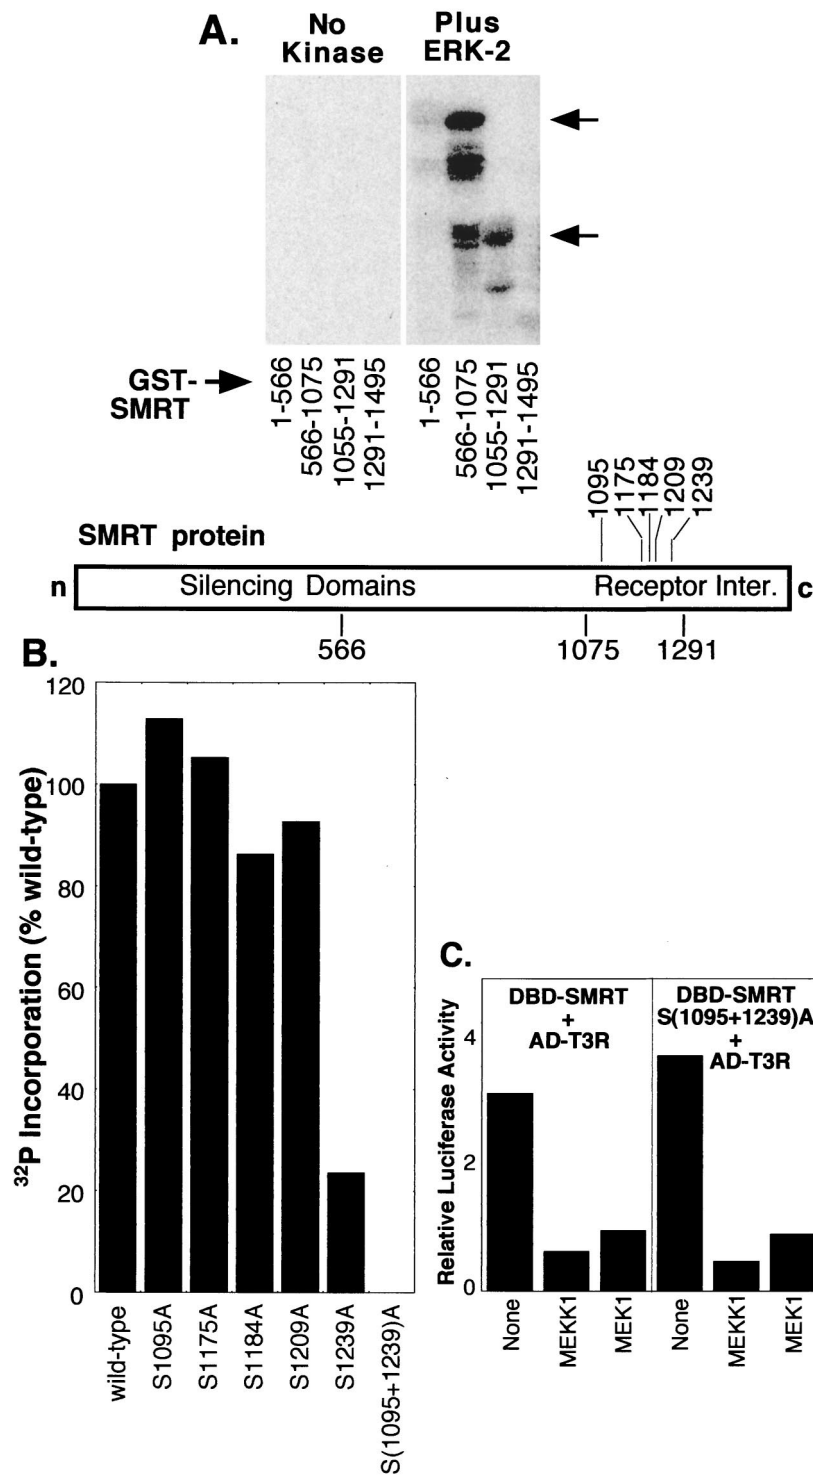 A.
No
Kinase
Plus
ERK-2
GST-
SMRT
1-566
566-1075
1055-1291
1291-1495
1-566
566-1075
1055-1291
1291-1495
1095
1175
1184
1209
1239
SMRT protein
n
Silencing Domains
Receptor Inter.
c
566
1075
1291
B.
32P Incorporation (% wild-type)
120
100
80
60
40
20
0
wild-type
S1095A
S1175A
S1184A
S1209A
S1239A
S(1095+1239)A
C.
Relative Luciferase Activity
4
2
0
DBD-SMRT
+
AD-T3R
DBD-SMRT
S(1095+1239)A
+
AD-T3R
None
MEKK1
MEK1
None
MEKK1
MEK1